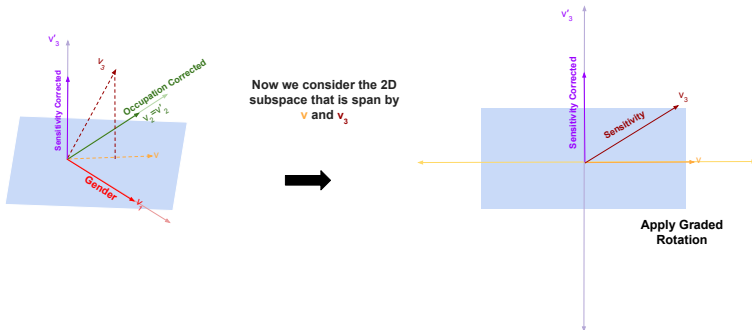 v'₃
v₃
Sensitivity Corrected
Occupation Corrected
v₂=v'₂
v
Gender
v₁
Now we consider the 2D
subspace that is span by
v and v₃
v'₃
Sensitivity Corrected
v₃
Sensitivity
v
Apply Graded
Rotation